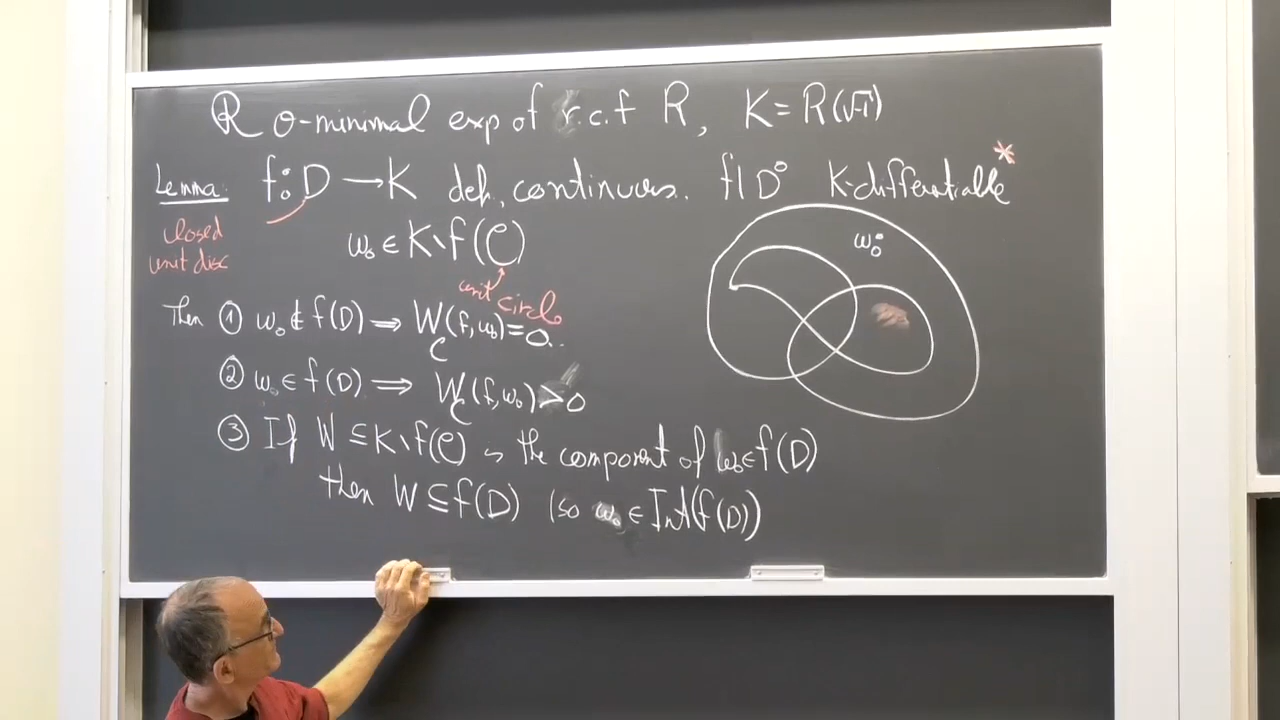 R o-minimal exp of r.c.f R, K = R(√-1)
Lemma: f: D → K def. continuous. f|D° K-differentiable *
closed unit disc
w₀ ∈ K∖f(C)
unit circle
Then ① w₀ ∉ f(D) ⟹ W_C(f,w₀) = 0..
② w₀ ∈ f(D) ⟹ W_C(f,w₀) > 0
③ If W ⊆ K∖f(C) is the component of w₀ ∈ f(D)
then W ⊆ f(D) (so w₀ ∈ Int(f(D))
w₀